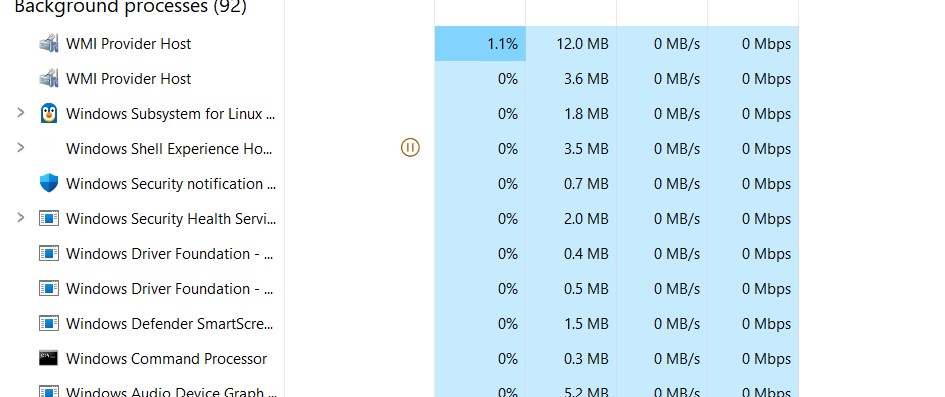 Background processes (92)
WMI Provider Host 1.1% 12.0 MB 0 MB/s 0 Mbps
WMI Provider Host 0% 3.6 MB 0 MB/s 0 Mbps
Windows Subsystem for Linux ... 0% 1.8 MB 0 MB/s 0 Mbps
Windows Shell Experience Ho... 0% 3.5 MB 0 MB/s 0 Mbps
Windows Security notification ... 0% 0.7 MB 0 MB/s 0 Mbps
Windows Security Health Servi... 0% 2.0 MB 0 MB/s 0 Mbps
Windows Driver Foundation - ... 0% 0.4 MB 0 MB/s 0 Mbps
Windows Driver Foundation - ... 0% 0.5 MB 0 MB/s 0 Mbps
Windows Defender SmartScre... 0% 1.5 MB 0 MB/s 0 Mbps
Windows Command Processor 0% 0.3 MB 0 MB/s 0 Mbps
Windows Audio Device Graph ... 0% 5.2 MB 0 MB/s 0 Mbps